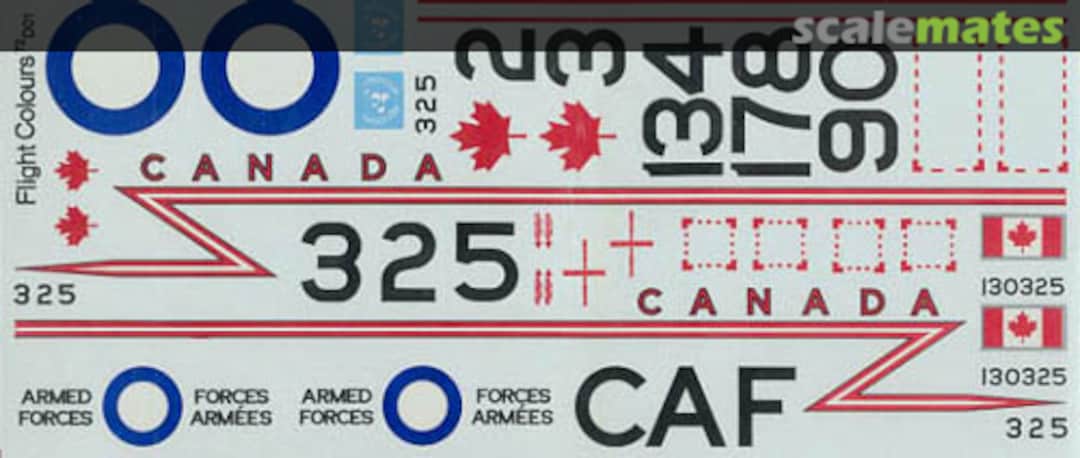 scalemates
Flight Colours 72D01
325
2
3
134
178
90
CANADA
325
325
CANADA
130325
130325
ARMED
FORCES
FORCES
ARMÉES
ARMED
FORCES
FORCES
ARMÉES
CAF
325